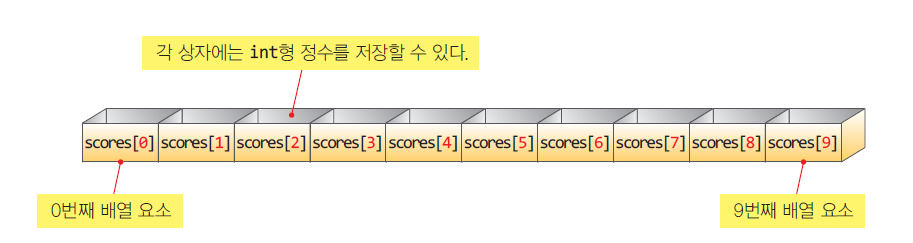 각 상자에는 int형 정수를 저장할 수 있다.
scores[0] scores[1] scores[2] scores[3] scores[4] scores[5] scores[6] scores[7] scores[8] scores[9]
0번째 배열 요소
9번째 배열 요소